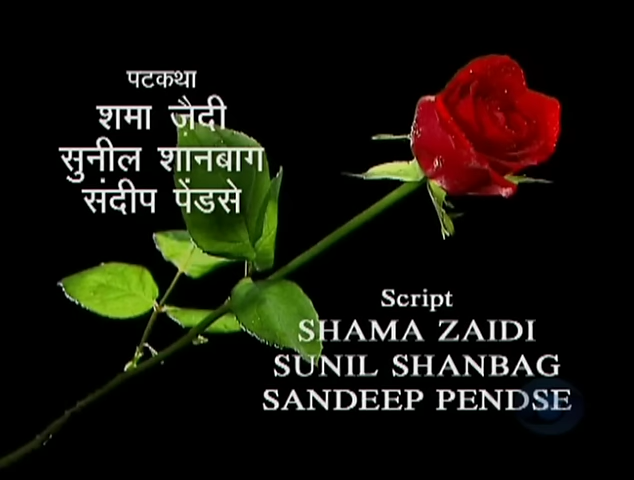 पटकथा
शमा ज़ैदी
सुनील शानबाग
संदीप पेंडसे
Script
SHAMA ZAIDI
SUNIL SHANBAG
SANDEEP PENDSE